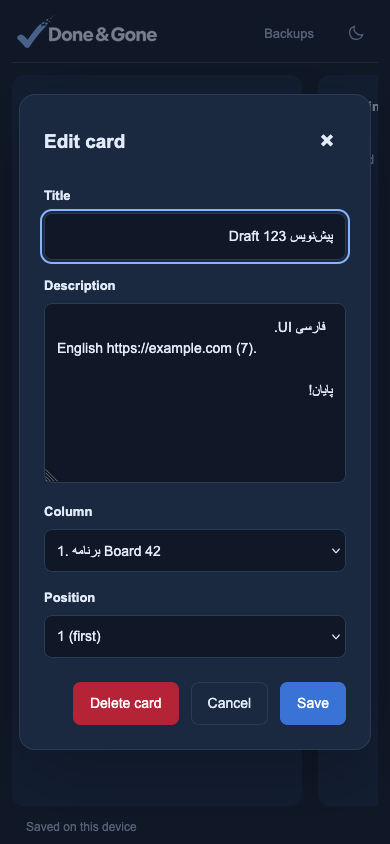 Done & Gone
Backups
Edit card
Title
پیش‌نویس Draft 123
Description
فارسی UI.
English https://example.com (7).
پایان!
Column
1. برنامه Board 42
Position
1 (first)
Delete card
Cancel
Save
Saved on this device